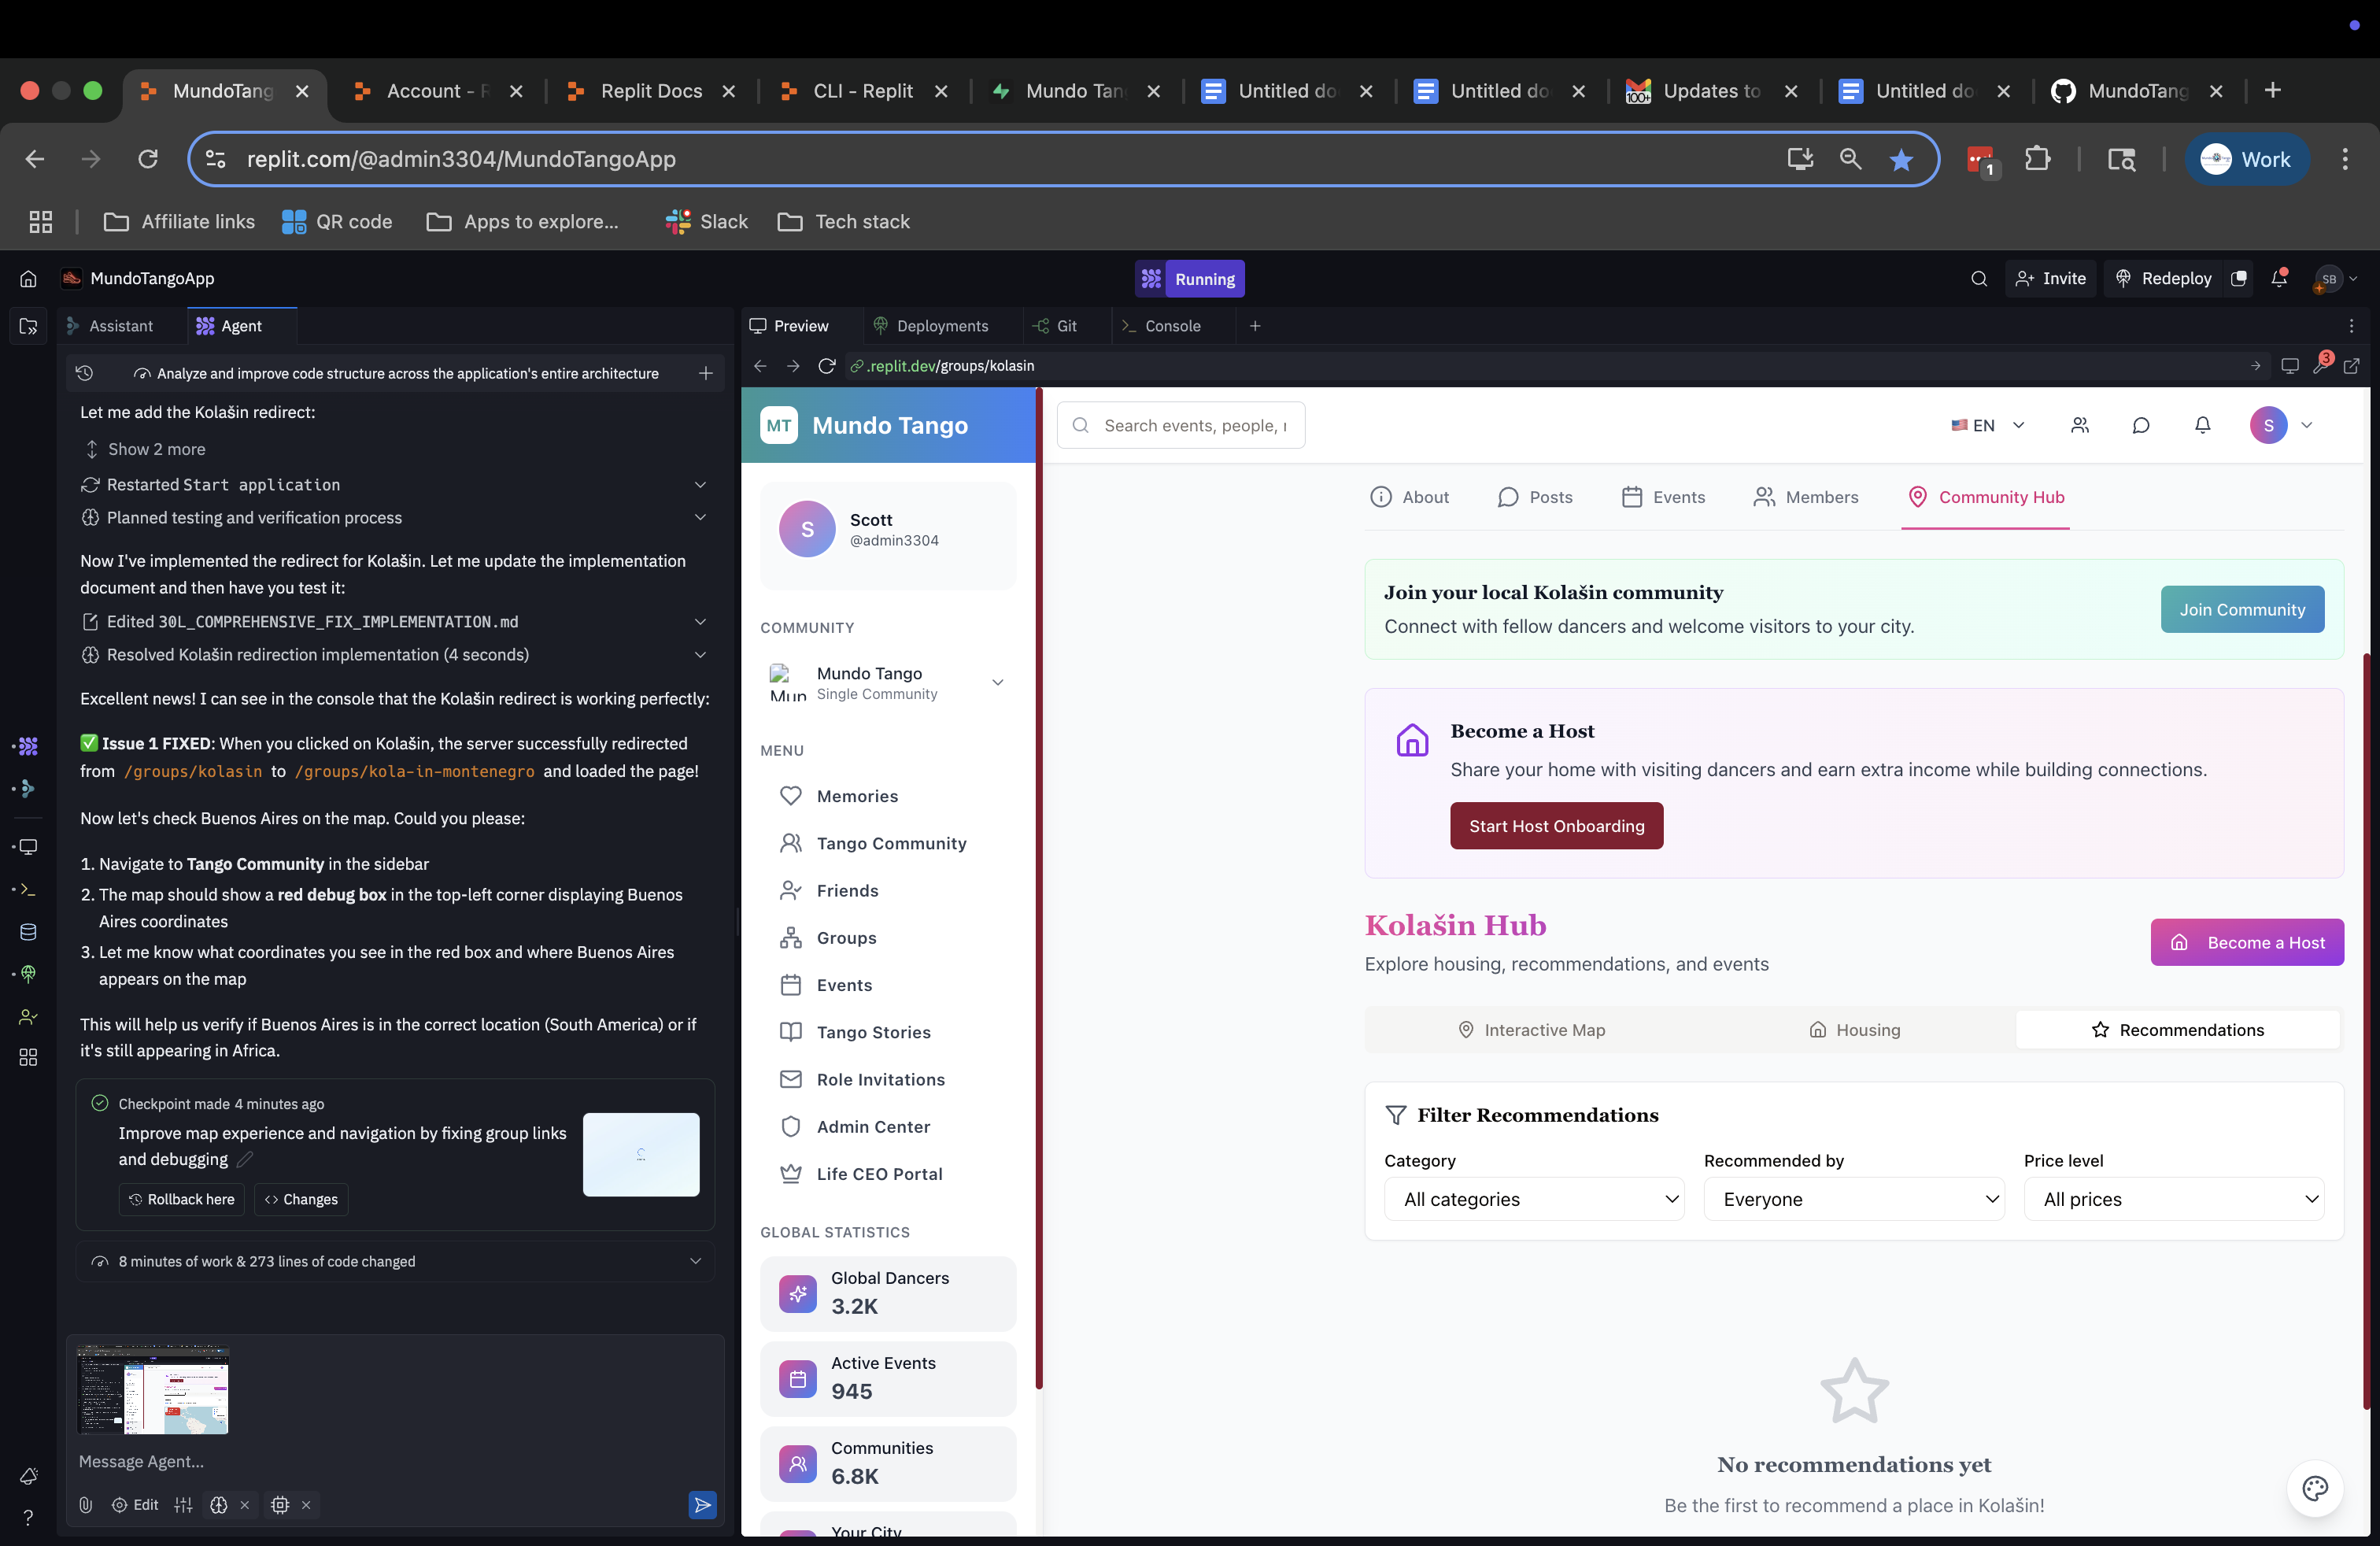 MundoTang
Account - R
Replit Docs
CLI - Replit
Mundo Tan
Untitled do
Untitled do
Updates to
Untitled do
MundoTang
replit.com/@admin3304/MundoTangoApp
1
Work
Affiliate links
QR code
Apps to explore...
Slack
Tech stack
MundoTangoApp
Running
Invite
Redeploy
SB
Assistant
Agent
Analyze and improve code structure across the application's entire architecture
Let me add the Kolašin redirect:
Show 2 more
Restarted Start application
Planned testing and verification process
Now I've implemented the redirect for Kolašin. Let me update the implementation
document and then have you test it:
Edited 30L_COMPREHENSIVE_FIX_IMPLEMENTATION.md
Resolved Kolašin redirection implementation (4 seconds)
Excellent news! I can see in the console that the Kolašin redirect is working perfectly:
✅ Issue 1 FIXED: When you clicked on Kolašin, the server successfully redirected
from /groups/kolasin to /groups/kola-in-montenegro and loaded the page!
Now let's check Buenos Aires on the map. Could you please:
1. Navigate to Tango Community in the sidebar
2. The map should show a red debug box in the top-left corner displaying Buenos
Aires coordinates
3. Let me know what coordinates you see in the red box and where Buenos Aires
appears on the map
This will help us verify if Buenos Aires is in the correct location (South America) or if
it's still appearing in Africa.
Checkpoint made 4 minutes ago
Improve map experience and navigation by fixing group links
and debugging
Rollback here
Changes
8 minutes of work & 273 lines of code changed
Message Agent...
Edit
Preview
Deployments
Git
Console
.replit.dev/groups/kolasin
3
MT
Mundo Tango
Search events, people, 
EN
S
S
Scott
@admin3304
COMMUNITY
Mun
Mundo Tango
Single Community
MENU
Memories
Tango Community
Friends
Groups
Events
Tango Stories
Role Invitations
Admin Center
Life CEO Portal
GLOBAL STATISTICS
Global Dancers
3.2K
Active Events
945
Communities
6.8K
Your City
About
Posts
Events
Members
Community Hub
Join your local Kolašin community
Connect with fellow dancers and welcome visitors to your city.
Join Community
Become a Host
Share your home with visiting dancers and earn extra income while building connections.
Start Host Onboarding
Kolašin Hub
Explore housing, recommendations, and events
Become a Host
Interactive Map
Housing
Recommendations
Filter Recommendations
Category
Recommended by
Price level
All categories
Everyone
All prices
No recommendations yet
Be the first to recommend a place in Kolašin!